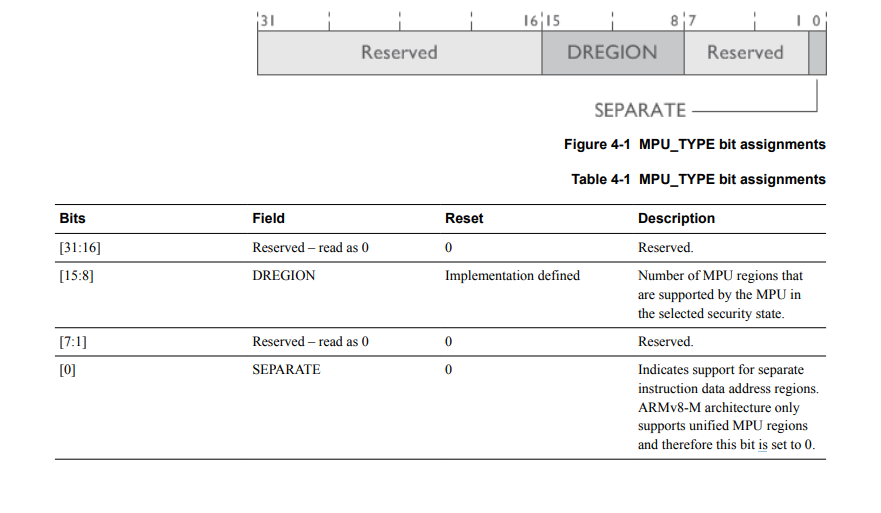 31 16 15 8 7 1 0
Reserved DREGION Reserved
SEPARATE
Figure 4-1 MPU_TYPE bit assignments
Table 4-1 MPU_TYPE bit assignments
Bits Field Reset Description
[31:16] Reserved – read as 0 0 Reserved.
[15:8] DREGION Implementation defined Number of MPU regions that
are supported by the MPU in
the selected security state.
[7:1] Reserved – read as 0 0 Reserved.
[0] SEPARATE 0 Indicates support for separate
instruction data address regions.
ARMv8-M architecture only
supports unified MPU regions
and therefore this bit is set to 0.